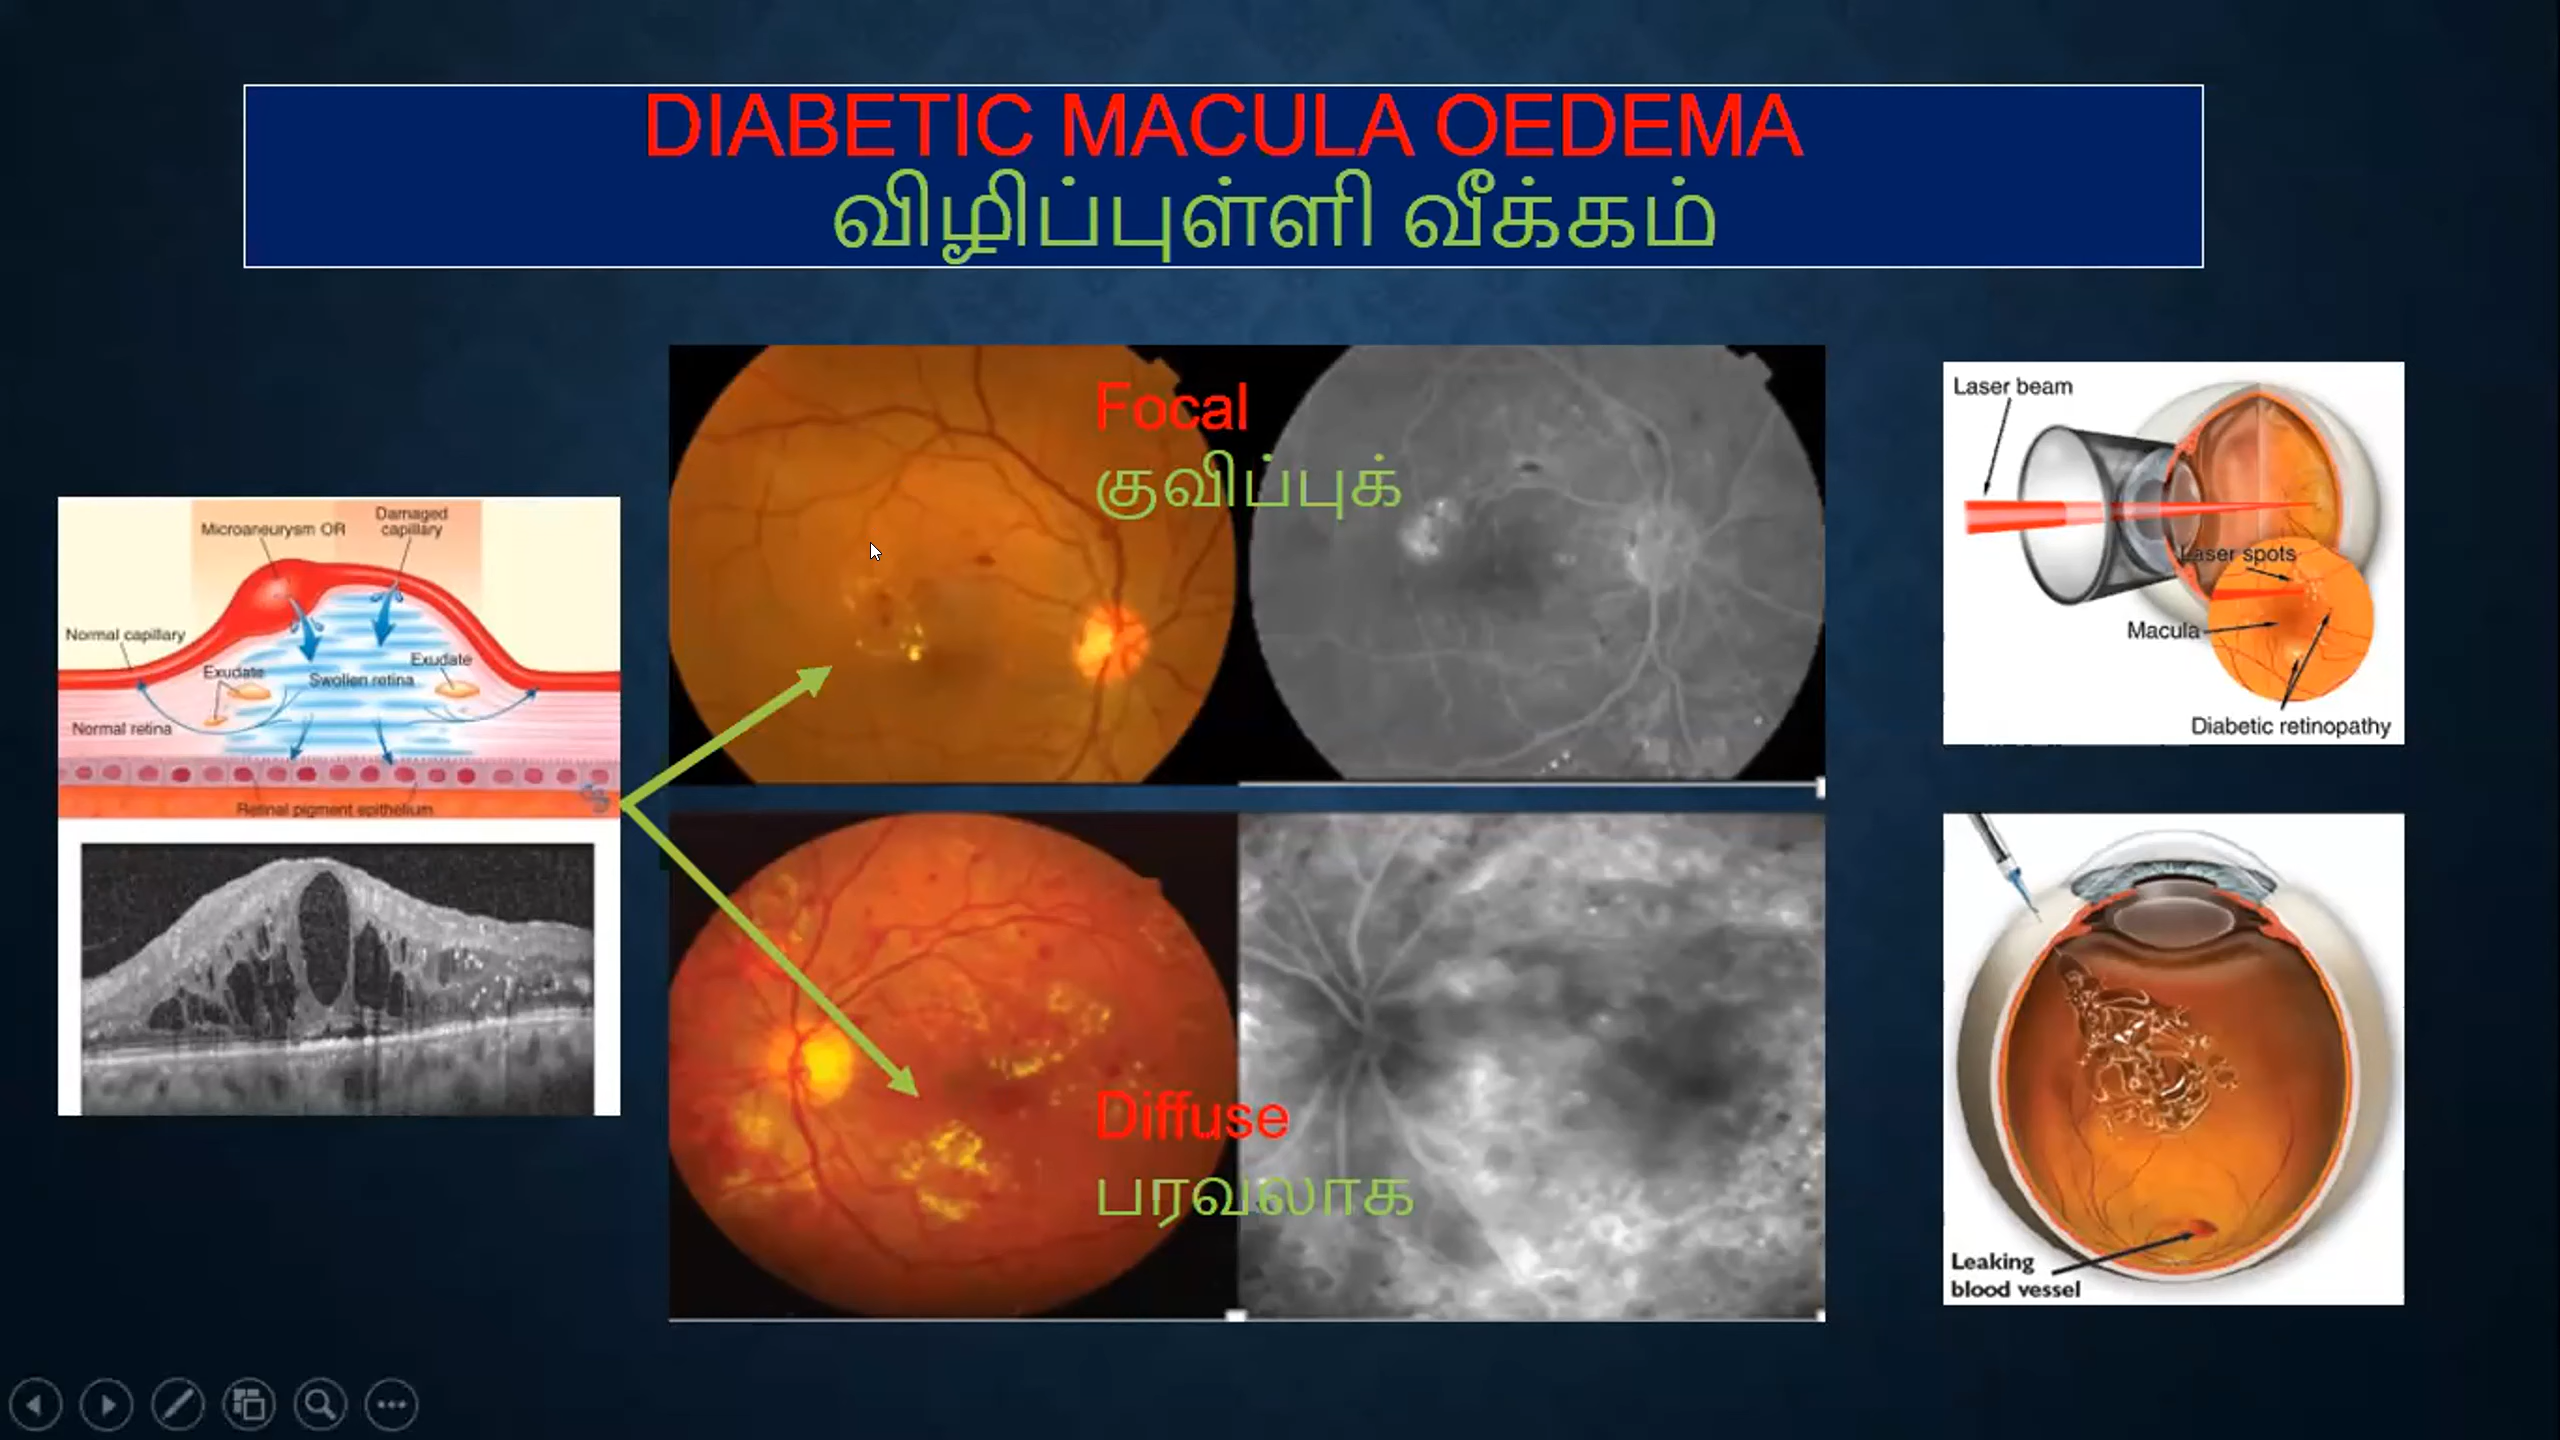 DIABETIC MACULA OEDEMA
விழிப்புள்ளி வீக்கம்
Microaneurysm OR
Damaged
capillary
Normal capillary
Exudate
Exudate
Swollen retina
Normal retina
Retinal pigment epithelium
Focal
குவிப்புக்
Diffuse
பரவலாக
Laser beam
Laser spots
Macula
Diabetic retinopathy
Leaking
blood vessel